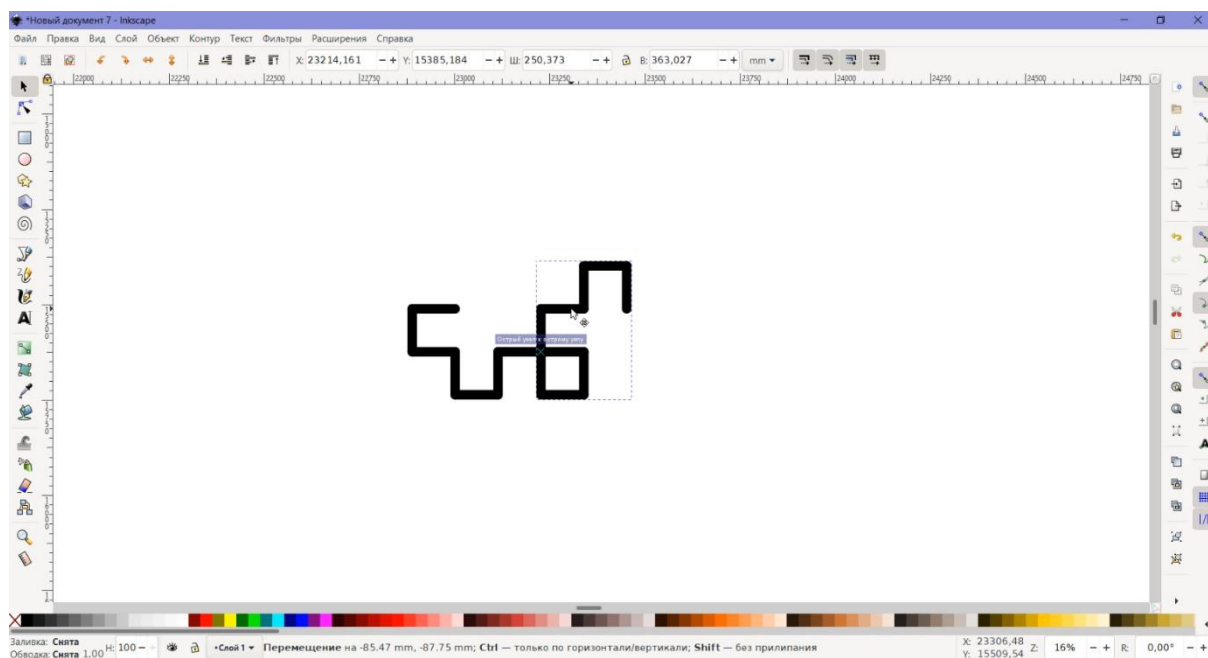 *Новый документ 7 - Inkscape
Файл Правка Вид Слой Объект Контур Текст Фильтры Расширения Справка
X: 23214,161 - + Y: 15385,184 - + Ш: 250,373 - + В: 363,027 - + mm
22000 22250 22500 22750 23000 23250 23500 23750 24000 24250 24500 24750
Острый узел к острому узлу
Заливка: Снята
Обводка: Снята 1,00 Н: 100 - + •Слой 1 Перемещение на -85.47 mm, -87.75 mm; Ctrl — только по горизонтали/вертикали; Shift — без прилипания X: 23306,48 Z: 16% - + R: 0,00° - +
Y: 15509,54